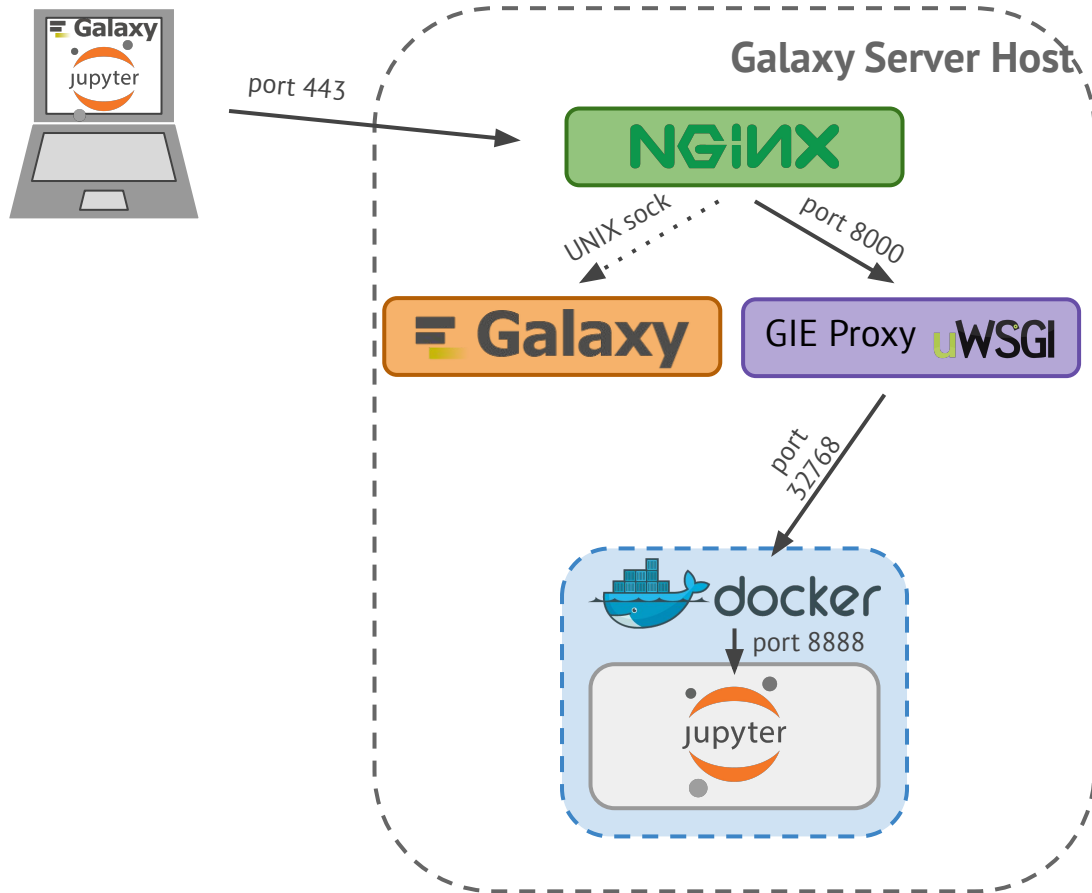 Galaxy
jupyter
port 443
Galaxy Server Host
NGiNX
UNIX sock
port 8000
Galaxy
GIE Proxy uWSGI
port
32768
docker
port 8888
jupyter